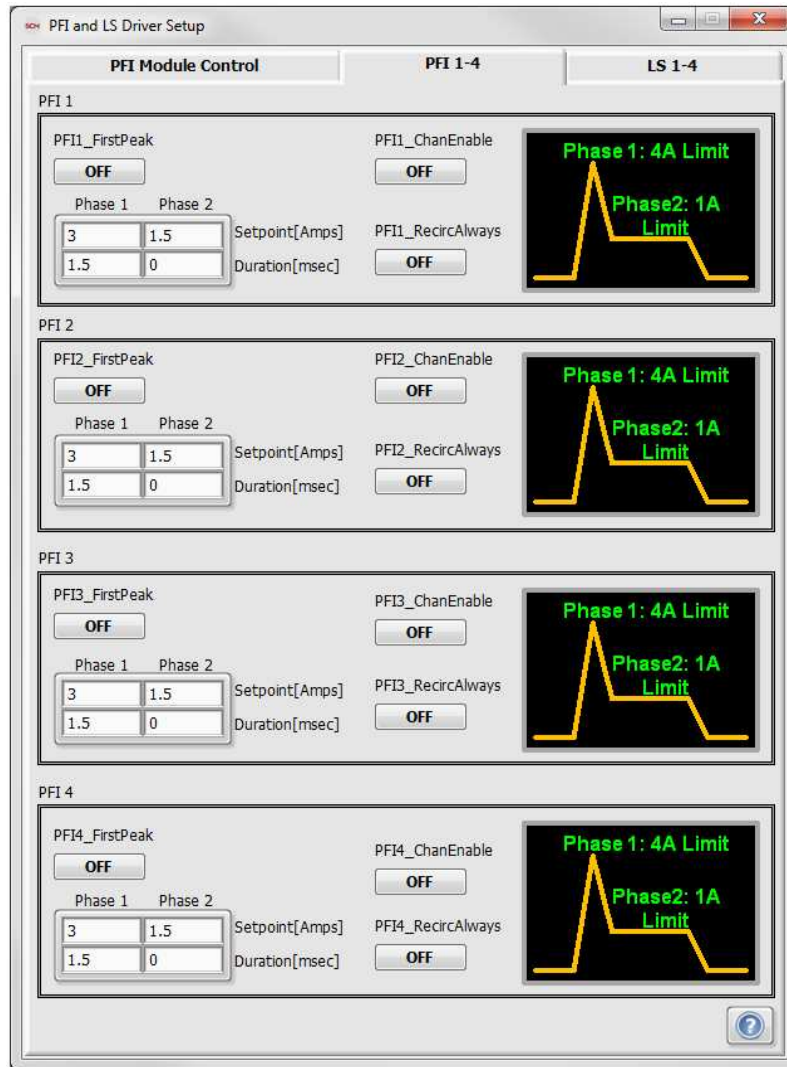 SCM PFI and LS Driver Setup
PFI Module Control PFI 1-4 LS 1-4
PFI 1
PFI1_FirstPeak
OFF
PFI1_ChanEnable
OFF
Phase 1 Phase 2
3 1.5 Setpoint[Amps]
1.5 0 Duration[msec]
PFI1_RecircAlways
OFF
Phase 1: 4A Limit
Phase2: 1A
Limit
PFI 2
PFI2_FirstPeak
OFF
PFI2_ChanEnable
OFF
Phase 1 Phase 2
3 1.5 Setpoint[Amps]
1.5 0 Duration[msec]
PFI2_RecircAlways
OFF
Phase 1: 4A Limit
Phase2: 1A
Limit
PFI 3
PFI3_FirstPeak
OFF
PFI3_ChanEnable
OFF
Phase 1 Phase 2
3 1.5 Setpoint[Amps]
1.5 0 Duration[msec]
PFI3_RecircAlways
OFF
Phase 1: 4A Limit
Phase2: 1A
Limit
PFI 4
PFI4_FirstPeak
OFF
PFI4_ChanEnable
OFF
Phase 1 Phase 2
3 1.5 Setpoint[Amps]
1.5 0 Duration[msec]
PFI4_RecircAlways
OFF
Phase 1: 4A Limit
Phase2: 1A
Limit
?